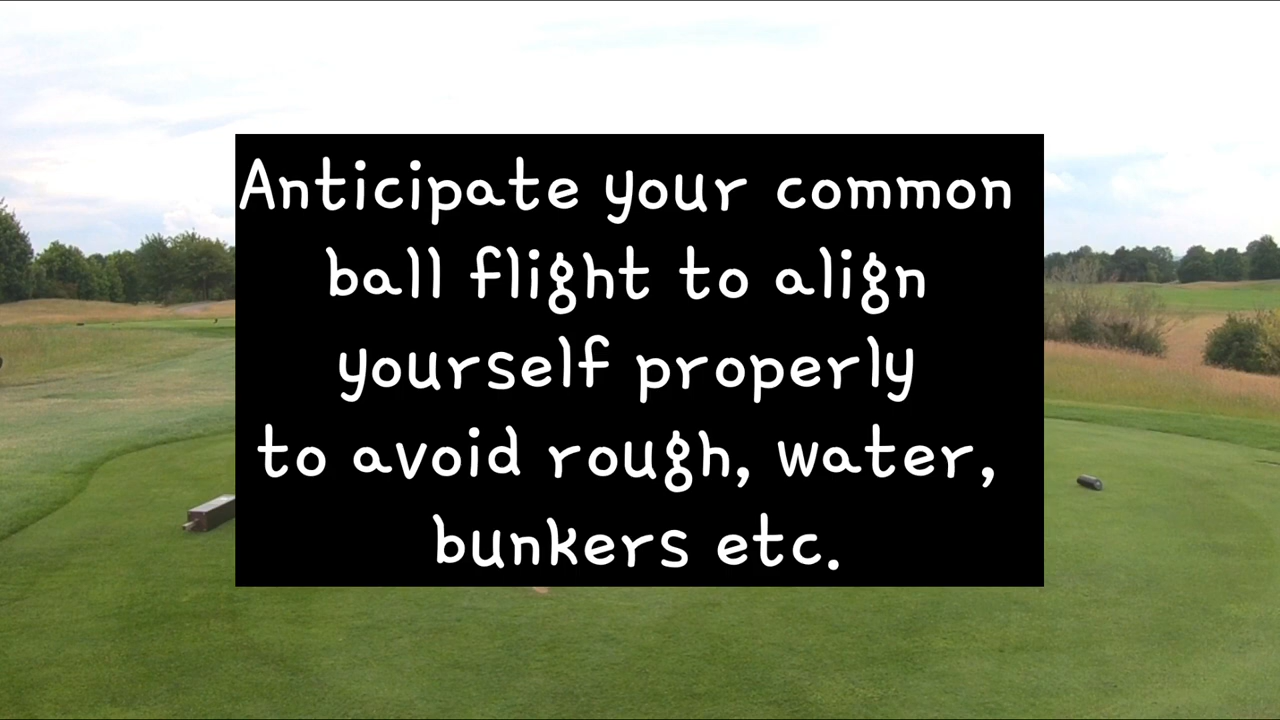 Anticipate your common
ball flight to align
yourself properly
to avoid rough, water,
bunkers etc.